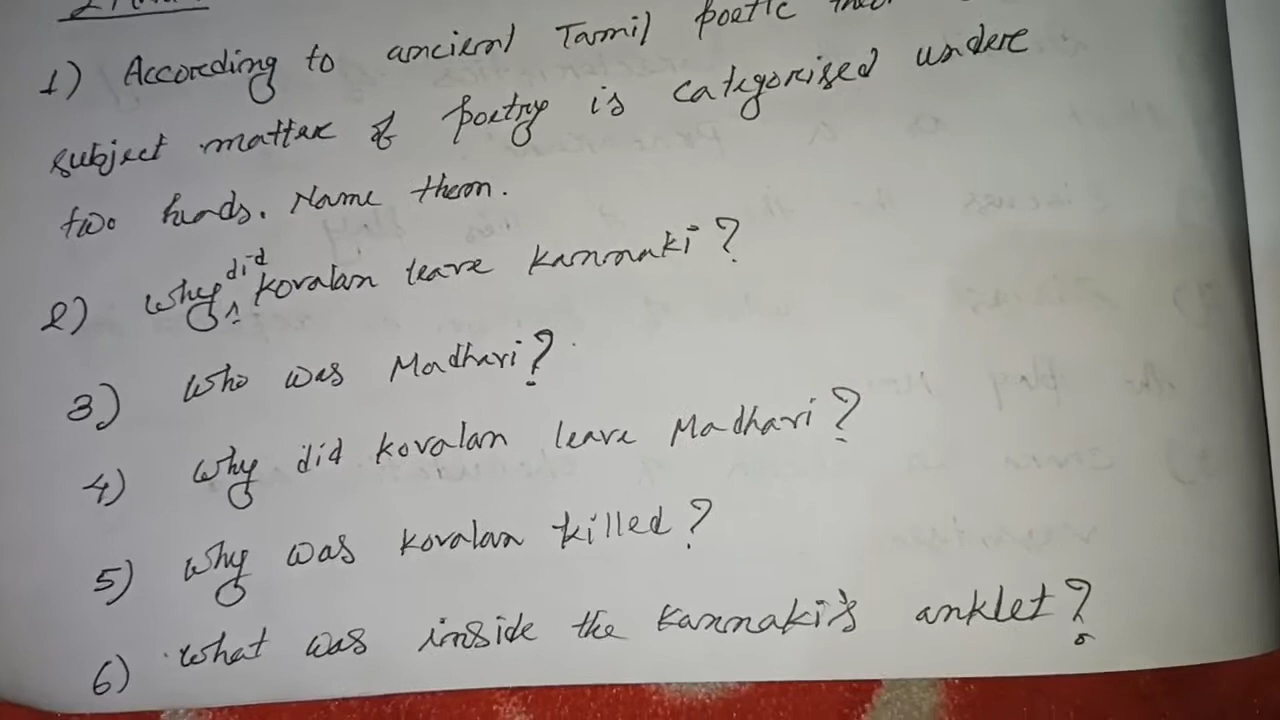 1) According to ancient Tamil poetic
subject matter of poetry is categorised under
two heads. Name them.
2) Why did kovalan leave kannaki?
3) Who was Madhavi?
4) Why did kovalan leave Madhavi?
5) Why was kovalan killed?
6) What was inside the kannaki's anklet?